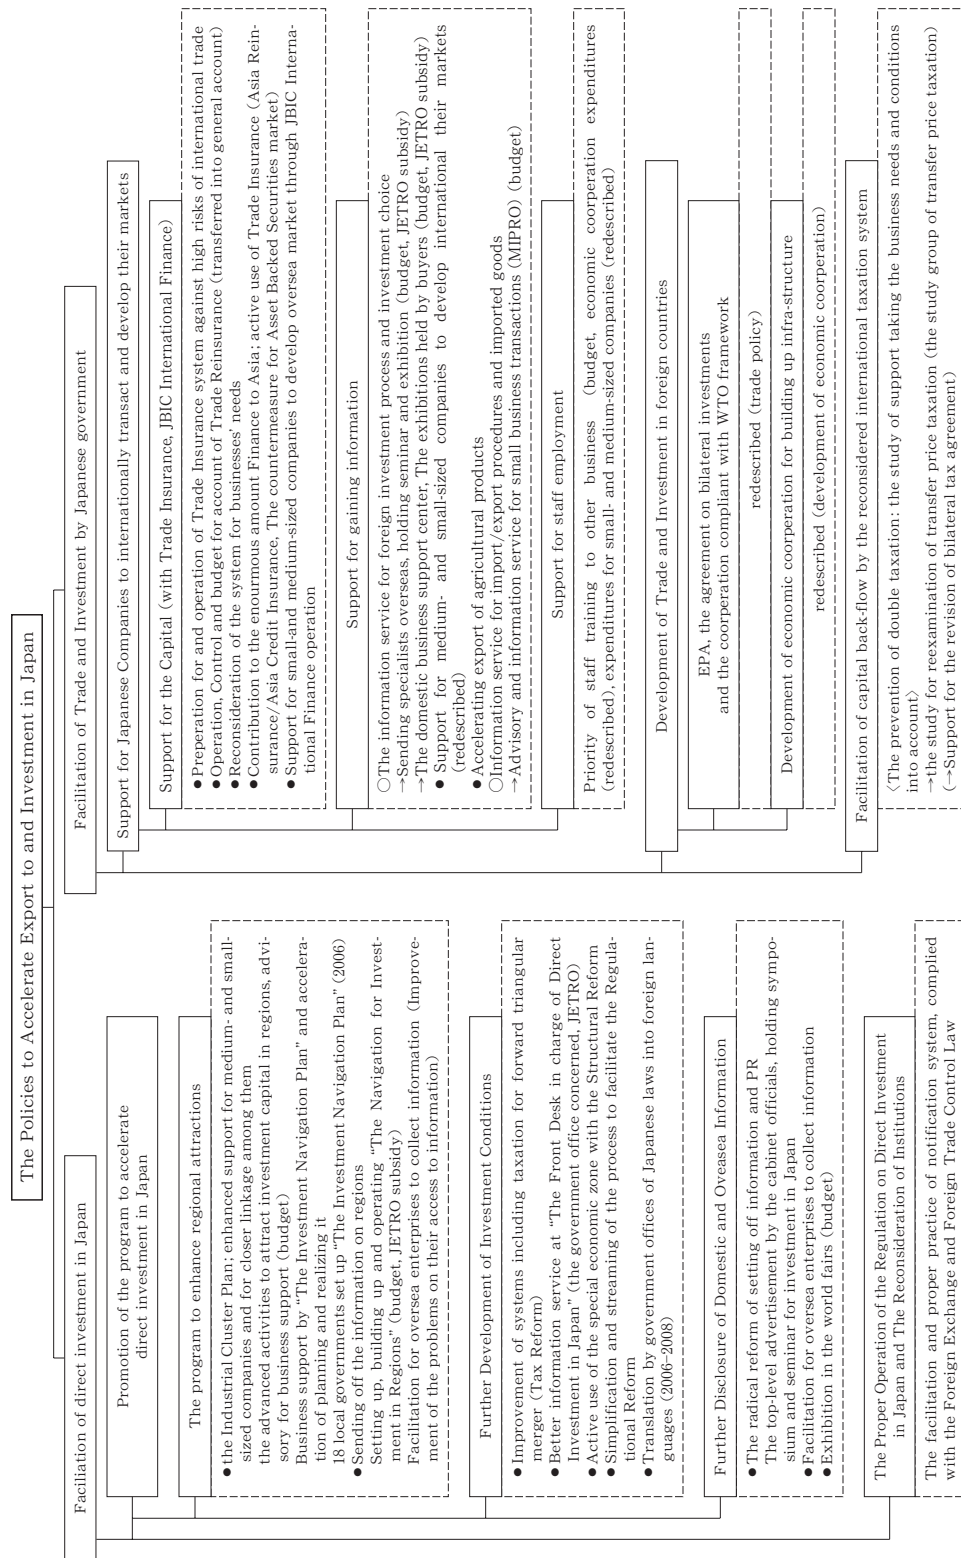 The Policies to Accelerate Export to and Investment in Japan
Faciliation of direct investment in Japan
Promotion of the program to accelerate
direct investment in Japan
The program to enhance regional attractions
● the Industrial Cluster Plan; enhanced support for medium- and small-
sized companies and for closer linkage among them
the advanced activities to attract investment capital in regions, advi-
sory for business support (budget)
Business support by “The Investment Navigation Plan” and accelera-
tion of planning and realizing it
18 local governments set up “The Investment Navigation Plan” (2006)
● Sending off the information on regions
Setting up, building up and operating “The Navigation for Invest-
ment in Regions” (budget, JETRO subsidy)
Facilitation for oversea enterprises to collect information (Improve-
ment of the problems on their access to information)
Further Development of Investment Conditions
● Improvement of systems including taxation for forward triangular
merger (Tax Reform)
● Better information service at “The Front Desk in charge of Direct
Investment in Japan” (the government office concerned, JETRO)
● Active use of the special economic zone with the Structural Reform
● Simplification and streaming of the process to facilitate the Regula-
tional Reform
● Translation by government offices of Japanese laws into foreign lan-
guages (2006–2008)
Further Disclosure of Domestic and Oveasea Information
● The radical reform of setting off information and PR
The top-level advertisement by the cabinet officials, holding sympo-
sium and seminar for investment in Japan
● Facilitation for oversea enterprises to collect information
● Exhibition in the world fairs (budget)
The Proper Operation of the Regulation on Direct Investment
in Japan and The Reconsideration of Institutions
The facilitation and proper practice of notification system, complied
with the Foreign Exchange and Foreign Trade Control Law
Facilitation of Trade and Investment by Japanese government
Support for Japanese Companies to internationally transact and develop their markets
Support for the Capital (with Trade Insurance, JBIC International Finance)
● Preperation for and operation of Trade Insurance system against high risks of international trade
● Operation, Control and budget for account of Trade Reinsurance (transferred into general account)
● Reconsideration of the system for businesses' needs
● Contribution to the enourmous amount Finance to Asia; active use of Trade Insurance (Asia Rein-
surance/Asia Credit Insurance, The countermeasure for Asset Backed Securities market)
● Support for small-and medium-sized companies to develop oversea market through JBIC Interna-
tional Finance operation
Support for gaining information
○The information service for foreign investment process and investment choice
→Sending specialists overseas, holding seminar and exhibition (budget, JETRO subsidy)
→The domestic business support center, The exhibitions held by buyers (budget, JETRO subsidy)
● Support for medium- and small-sized companies to develop international their markets
(redescribed)
● Accelerating export of agricultural products
○Information service for import/export procedures and imported goods
→Advisory and information service for small business transactions (MIPRO) (budget)
Support for staff employment
Priority of staff training to other business (budget, economic coorperation expenditures
(redescribed), expenditures for small- and medium-sized companies (redescribed)
Development of Trade and Investment in foreign countries
EPA, the agreement on bilateral investments
and the coorperation compliant with WTO framework
redescribed (trade policy)
Development of economic coorperation for building up infra-structure
redescribed (development of economic coorperation)
Facilitation of capital back-flow by the reconsidered international taxation system
〈The prevention of double taxation: the study of support taking the business needs and conditions
into account〉
→the study for reexamination of transfer price taxation (the study group of transfer price taxation)
(→Support for the revision of bilateral tax agreement)